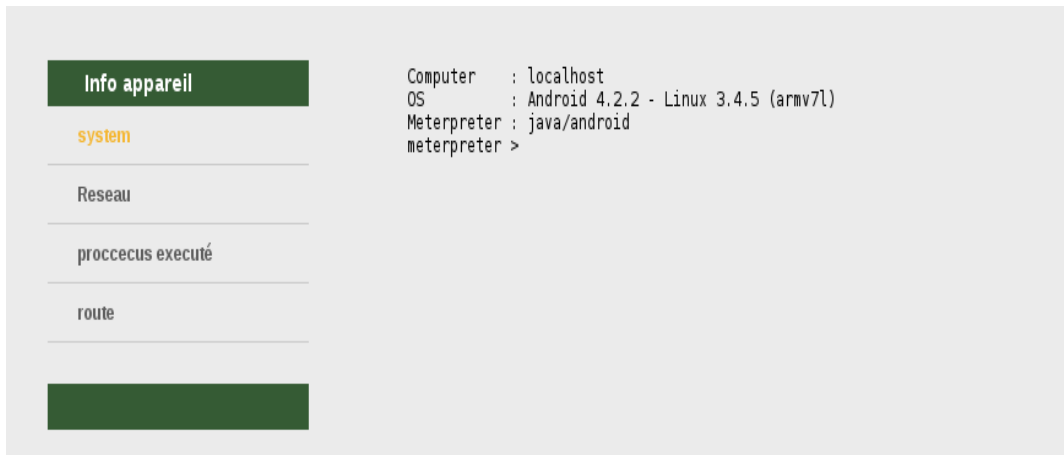 Info appareil
system
Reseau
proccecus executé
route
Computer    : localhost
OS          : Android 4.2.2 - Linux 3.4.5 (armv7l)
Meterpreter : java/android
meterpreter >